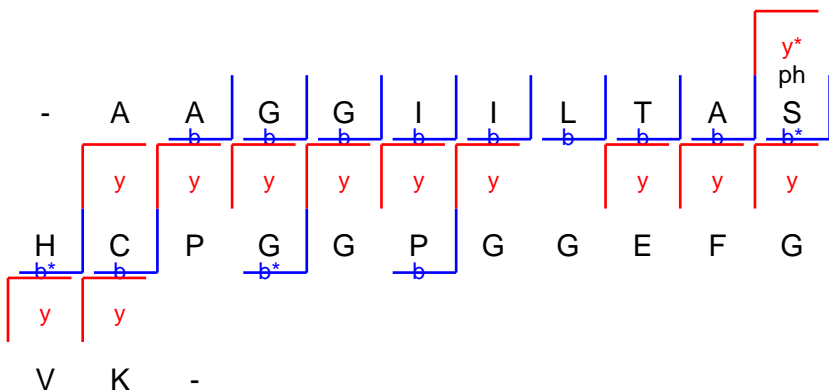 y*
ph
- A A G G I I L T A S
b b b b b b b b b*
y y y y y y y y y
H C P G G P G G E F G
b* b b* b
y y
V K -